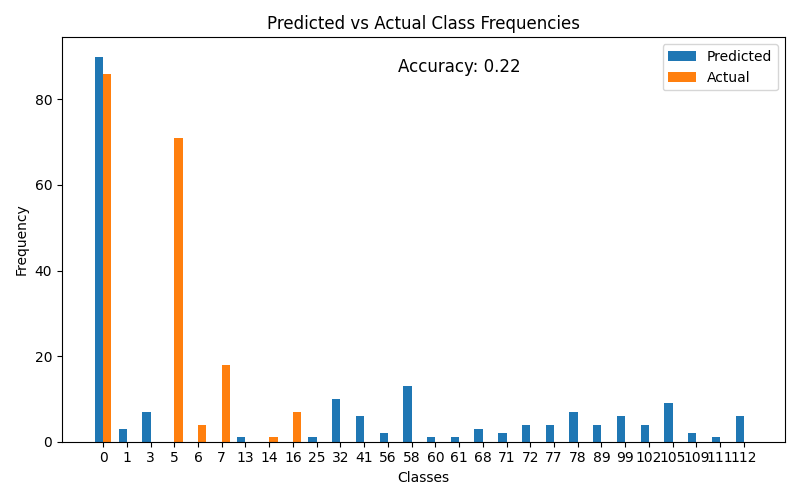 Predicted vs Actual Class Frequencies
Accuracy: 0.22
Predicted
Actual
Frequency
80
60
40
20
0
0 1 3 5 6 7 13 14 16 25 32 41 56 58 60 61 68 71 72 77 78 89 99 102 105 109 111 112
Classes